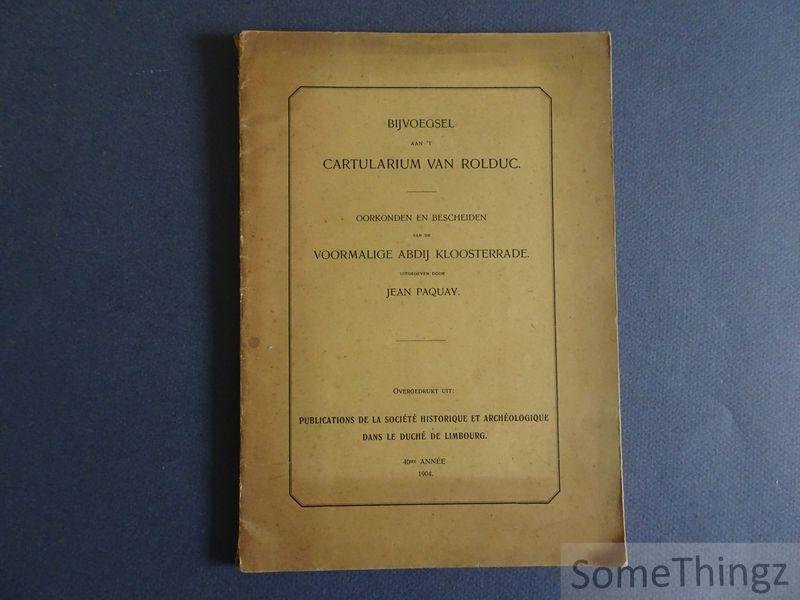 BIJVOEGSEL
AAN 'T
CARTULARIUM VAN ROLDUC.
OORKONDEN EN BESCHEIDEN
VAN DE
VOORMALIGE ABDIJ KLOOSTERRADE.
UITGEGEVEN DOOR
JEAN PAQUAY.
OVERGEDRUKT UIT:
PUBLICATIONS DE LA SOCIÉTÉ HISTORIQUE ET ARCHÉOLOGIQUE
DANS LE DUCHÉ DE LIMBOURG.
40me ANNÉE
1904.
SomeThingz